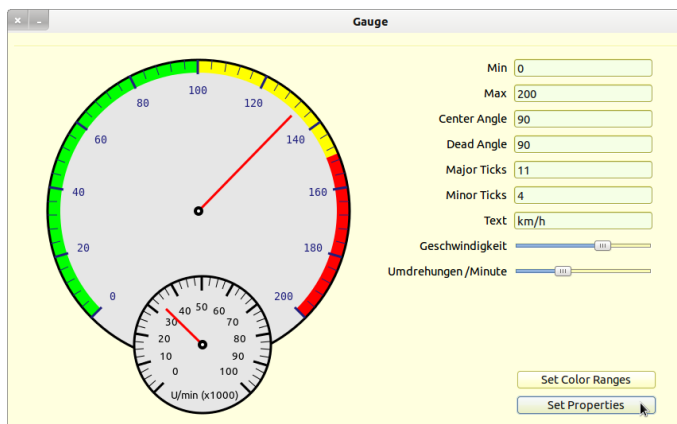 Gauge
Min 0
Max 200
Center Angle 90
Dead Angle 90
Major Ticks 11
Minor Ticks 4
Text km/h
Geschwindigkeit
Umdrehungen /Minute
0
20
40
60
80
100
120
140
160
180
200
0
10
20
30
40
50
60
70
80
90
100
U/min (x1000)
Set Color Ranges
Set Properties